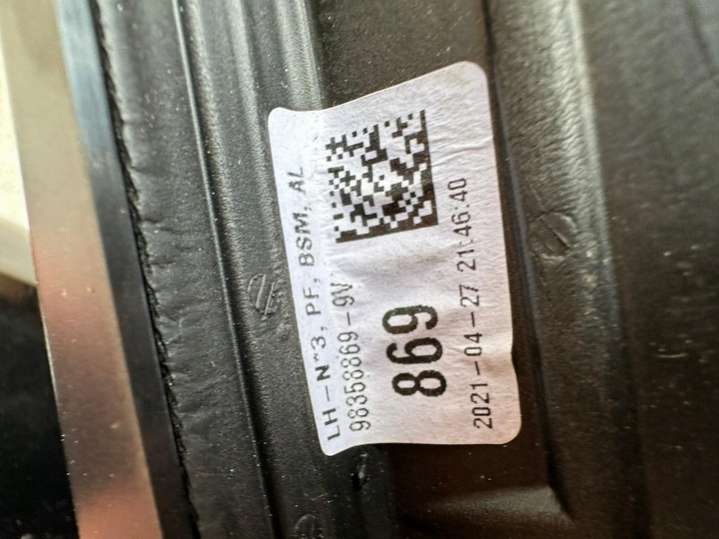 LH-N°3, PF, BSM, AL
98358869-9V
869
2021-04-27 21:46:40